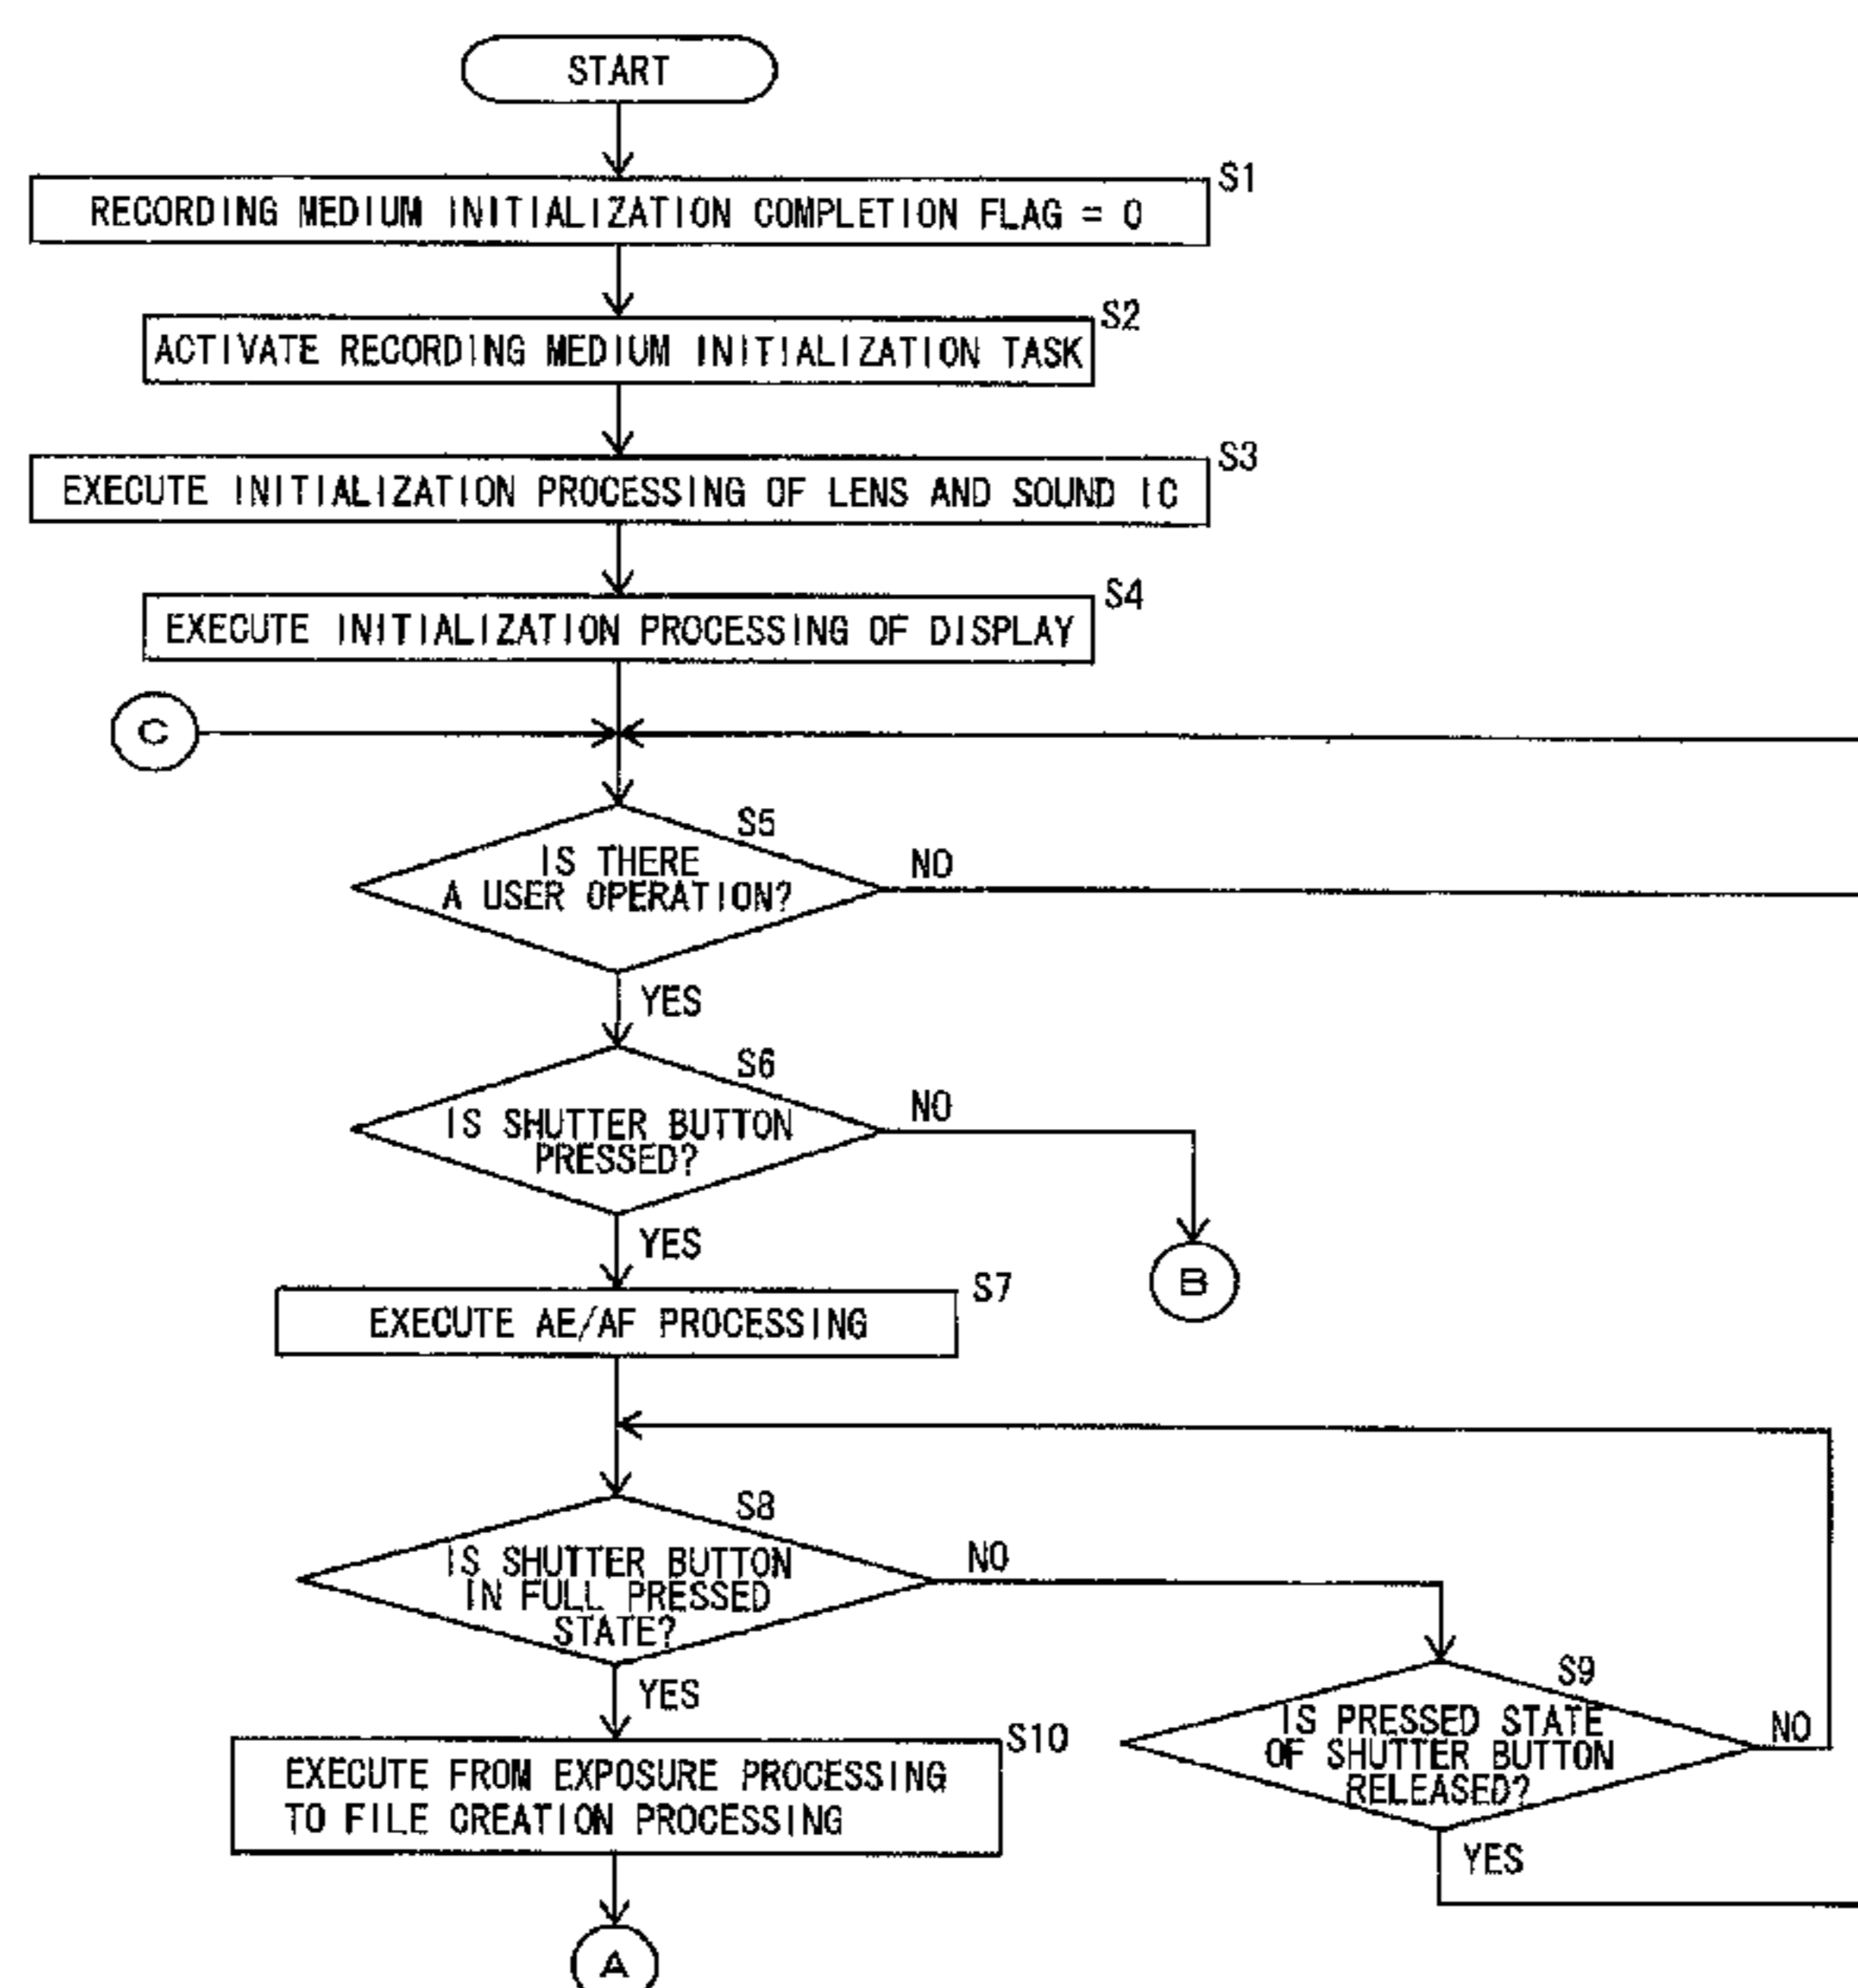 START
S1
RECORDING MEDIUM INITIALIZATION COMPLETION FLAG = 0
S2
ACTIVATE RECORDING MEDIUM INITIALIZATION TASK
S3
EXECUTE INITIALIZATION PROCESSING OF LENS AND SOUND IC
S4
EXECUTE INITIALIZATION PROCESSING OF DISPLAY
C
S5
IS THERE
A USER OPERATION?
NO
YES
S6
IS SHUTTER BUTTON
PRESSED?
NO
B
YES
S7
EXECUTE AE/AF PROCESSING
S8
IS SHUTTER BUTTON
IN FULL PRESSED
STATE?
NO
YES
S9
IS PRESSED STATE
OF SHUTTER BUTTON
RELEASED?
NO
YES
S10
EXECUTE FROM EXPOSURE PROCESSING
TO FILE CREATION PROCESSING
A